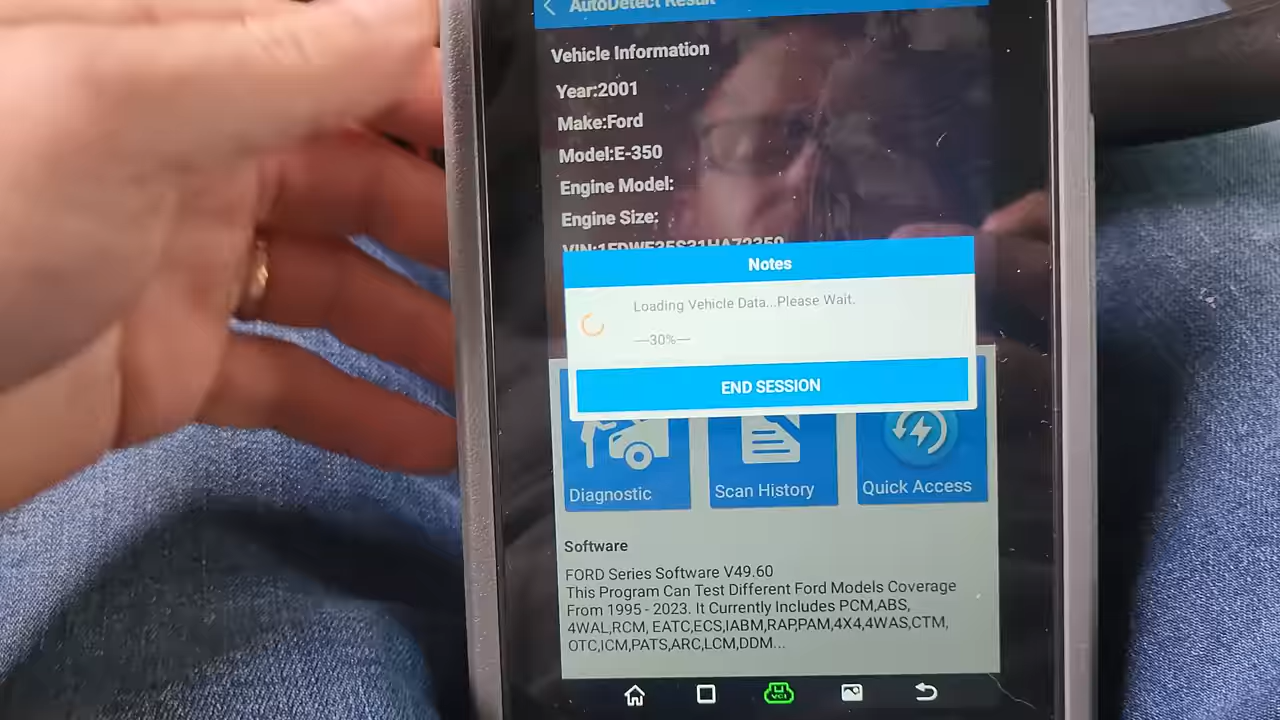 AutoDetect Result
Vehicle Information
Year:2001
Make:Ford
Model:E-350
Engine Model:
Engine Size:
VIN:1FDWE35S31HA72359
Notes
Loading Vehicle Data...Please Wait.
—30%—
END SESSION
Diagnostic
Scan History
Quick Access
Software
FORD Series Software V49.60
This Program Can Test Different Ford Models Coverage
From 1995 - 2023. It Currently Includes PCM,ABS,
4WAL,RCM, EATC,ECS,IABM,RAP,PAM,4X4,4WAS,CTM,
OTC,ICM,PATS,ARC,LCM,DDM...
VCI